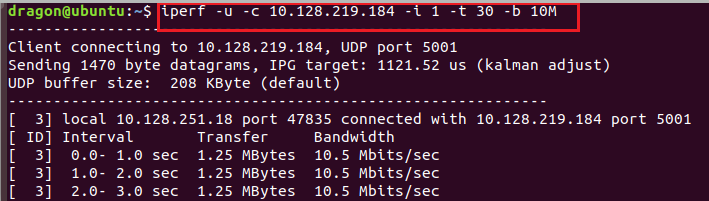 dragon@ubuntu:~$ iperf -u -c 10.128.219.184 -i 1 -t 30 -b 10M
------------------------------------------------------------
Client connecting to 10.128.219.184, UDP port 5001
Sending 1470 byte datagrams, IPG target: 1121.52 us (kalman adjust)
UDP buffer size:  208 KByte (default)
------------------------------------------------------------
[  3] local 10.128.251.18 port 47835 connected with 10.128.219.184 port 5001
[ ID] Interval       Transfer     Bandwidth
[  3]  0.0- 1.0 sec  1.25 MBytes  10.5 Mbits/sec
[  3]  1.0- 2.0 sec  1.25 MBytes  10.5 Mbits/sec
[  3]  2.0- 3.0 sec  1.25 MBytes  10.5 Mbits/sec